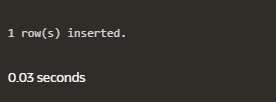 1 row(s) inserted.
0.03 seconds